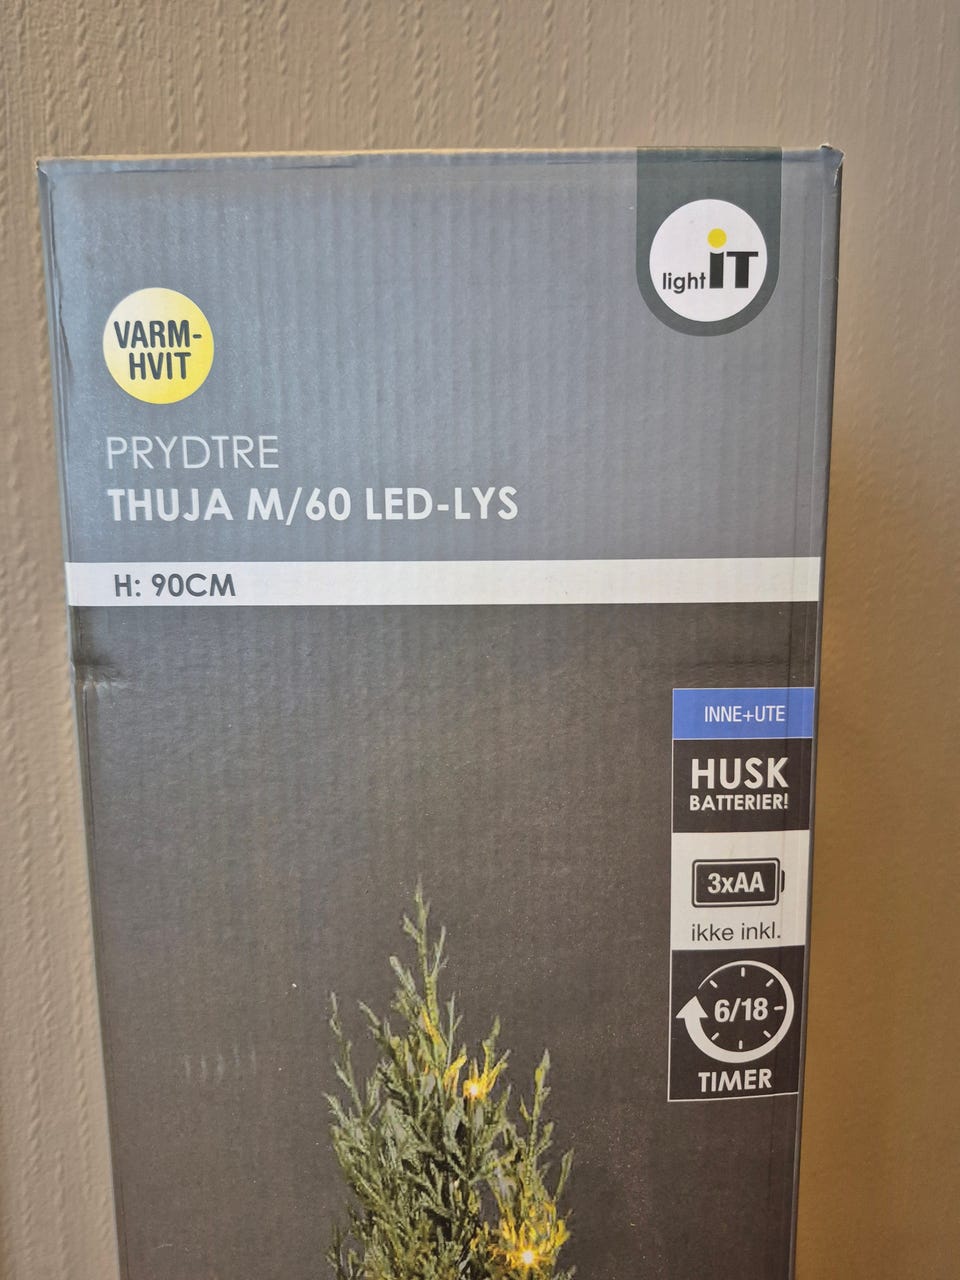 light iT
VARM-
HVIT
PRYDTRE
THUJA M/60 LED-LYS
H: 90CM
INNE+UTE
HUSK
BATTERIER!
3xAA
ikke inkl.
6/18
TIMER